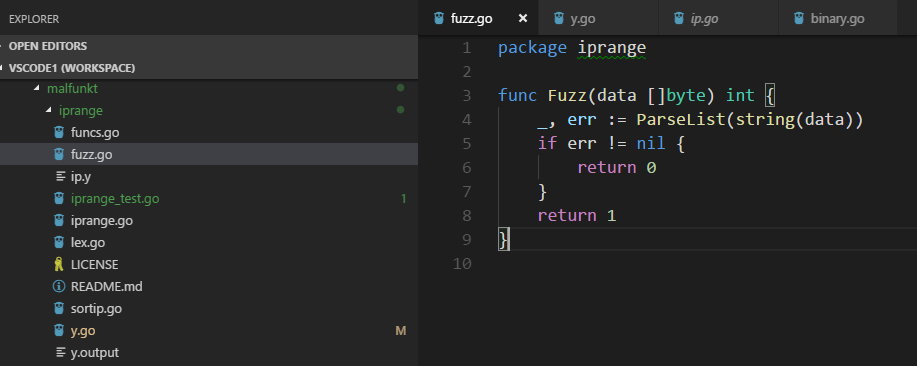 EXPLORER
OPEN EDITORS
VSCODE1 (WORKSPACE)
malfunkt
iprange
funcs.go
fuzz.go
ip.y
iprange_test.go 1
iprange.go
lex.go
LICENSE
README.md
sortip.go
y.go M
y.output
fuzz.go × y.go ip.go binary.go
1 package iprange
2
3 func Fuzz(data []byte) int {
4 _, err := ParseList(string(data))
5 if err != nil {
6 return 0
7 }
8 return 1
9 }
10